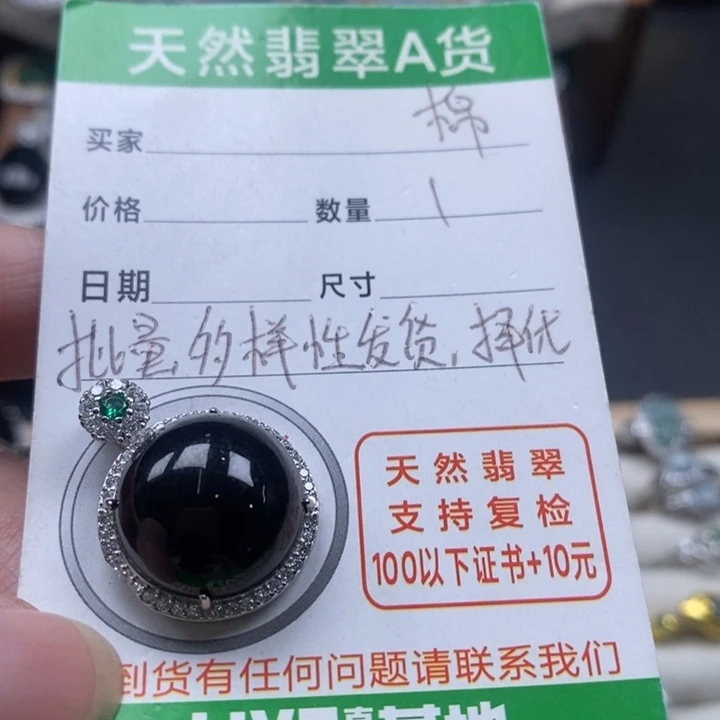 天然翡翠A货
买家 棉
价格 数量 1
日期 尺寸
批量,多样性发货,择优
天然翡翠
支持复检
100以下证书+10元
到货有任何问题请联系我们